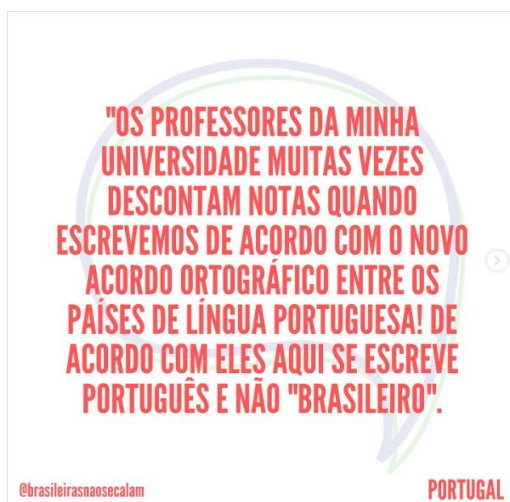 "OS PROFESSORES DA MINHA
UNIVERSIDADE MUITAS VEZES
DESCONTAM NOTAS QUANDO
ESCREVEMOS DE ACORDO COM O NOVO
ACORDO ORTOGRÁFICO ENTRE OS
PAÍSES DE LÍNGUA PORTUGUESA! DE
ACORDO COM ELES AQUI SE ESCREVE
PORTUGUÊS E NÃO "BRASILEIRO".
@brasileirasnaosecalam
PORTUGAL